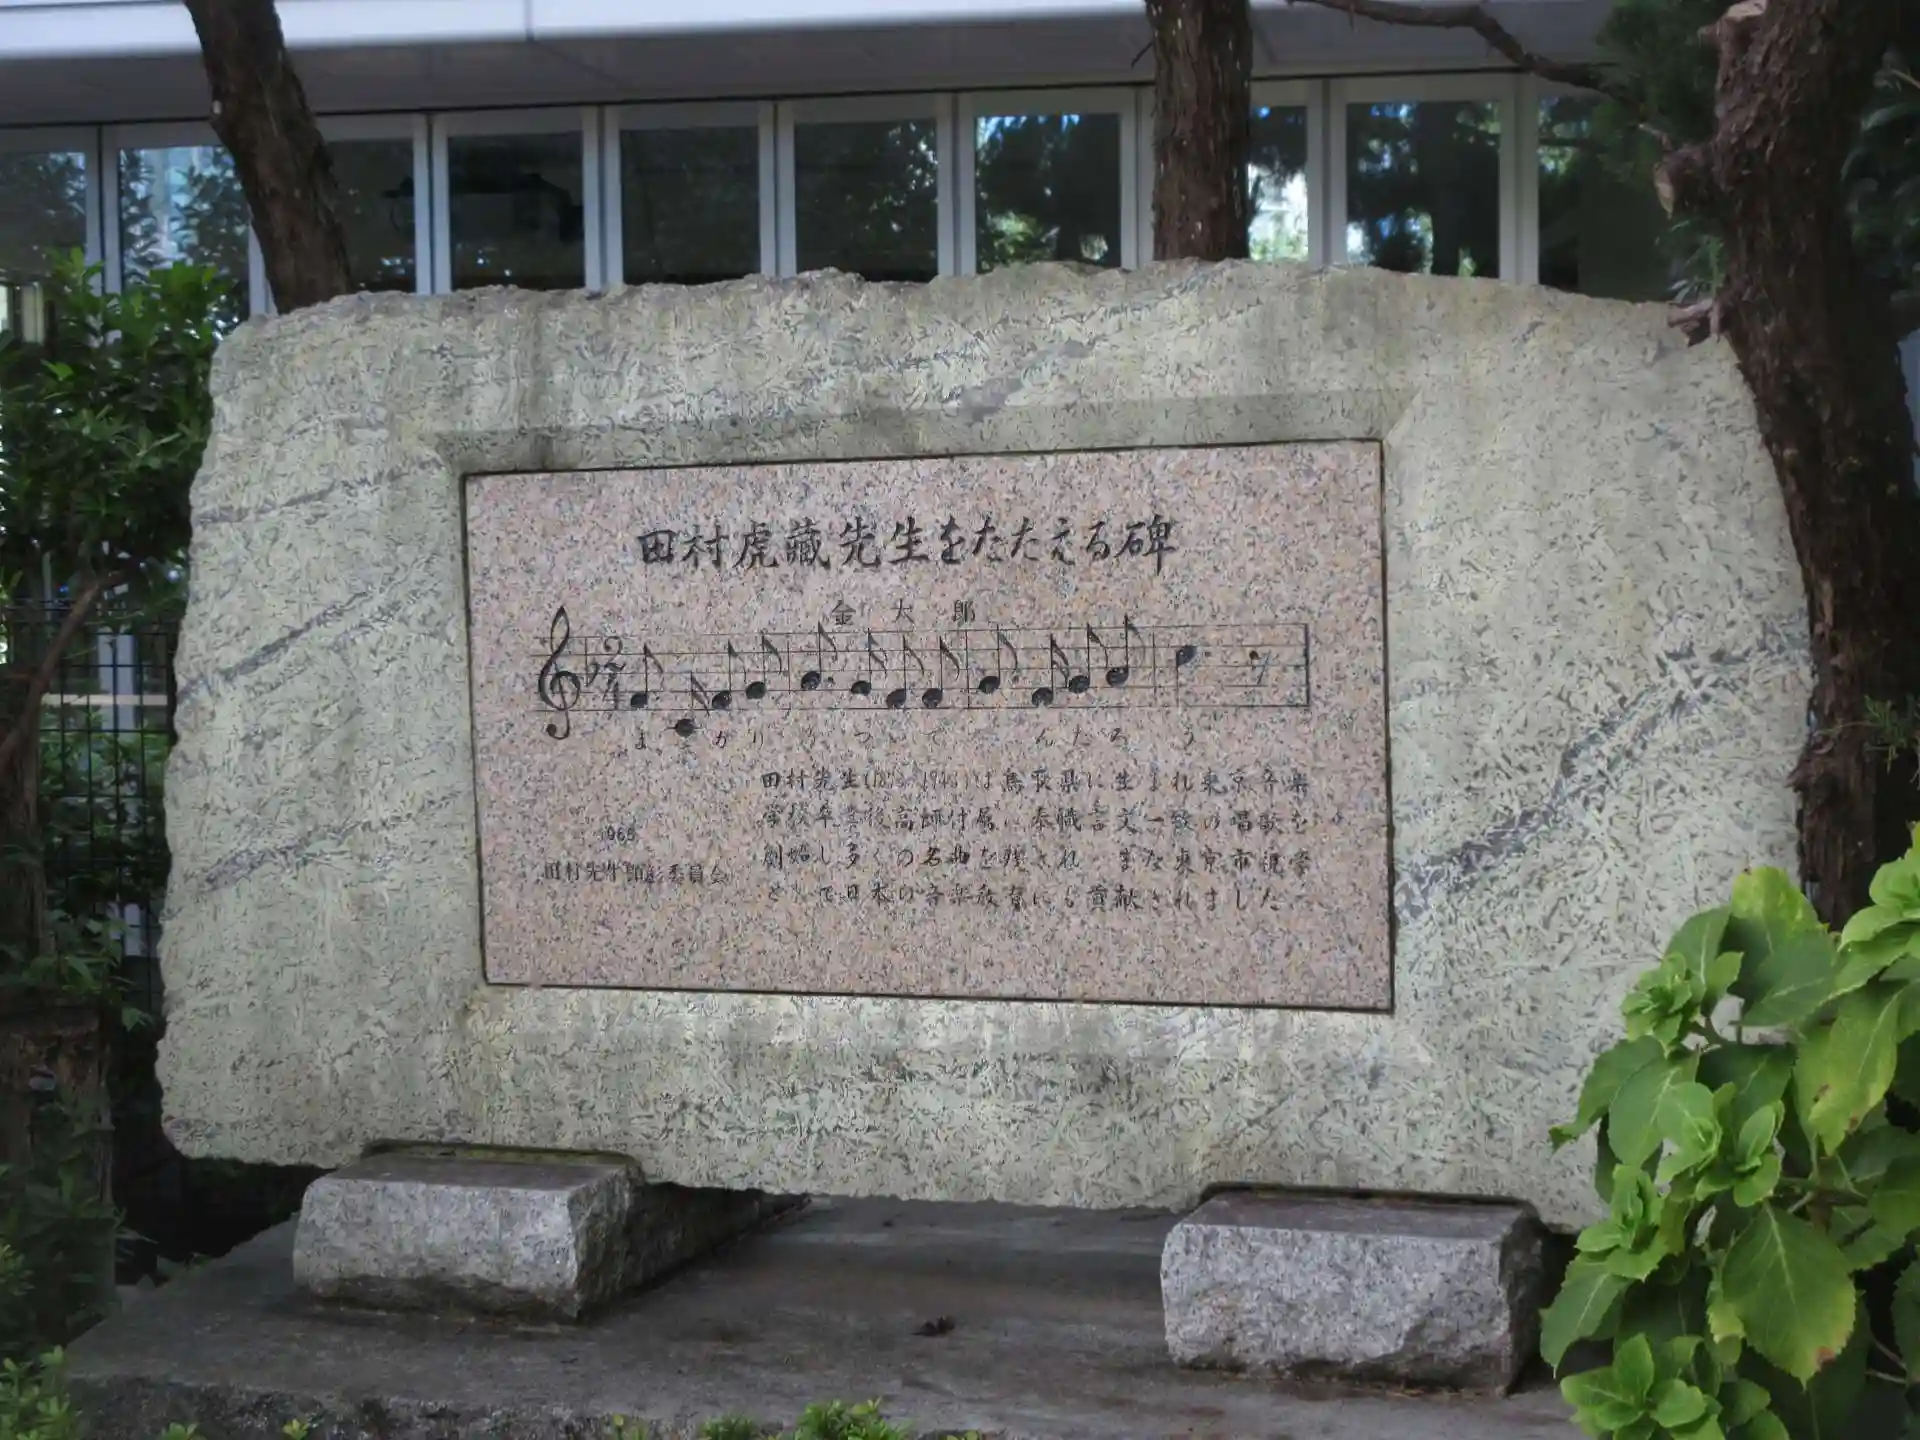 田村虎藏先生をたたえる碑
金太郎
まさかりかついできんたろう
田村先生(1873-1943)は鳥取県に生まれ東京音楽
学校卒業後高師付属に奉職言文一致の唱歌を
創始し多くの名曲を残され また東京市視学
として日本の音楽教育にも貢献されました
1965
田村先生顕彰委員会